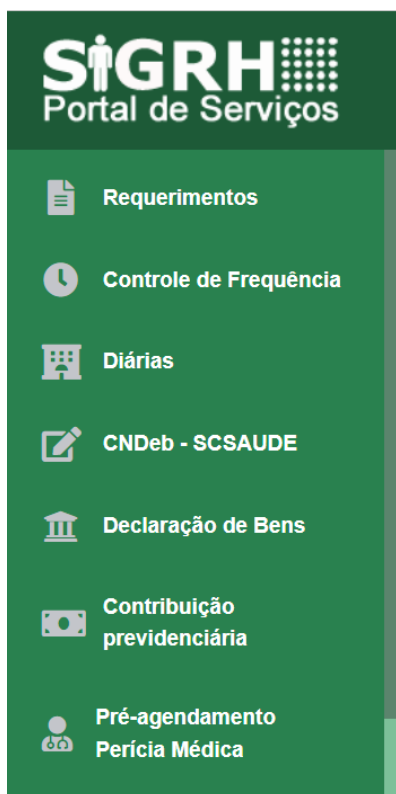 SiGRH
Portal de Serviços
Requerimentos
Controle de Frequência
Diárias
CNDeb - SCSAUDE
Declaração de Bens
Contribuição
previdenciária
Pré-agendamento
Perícia Médica